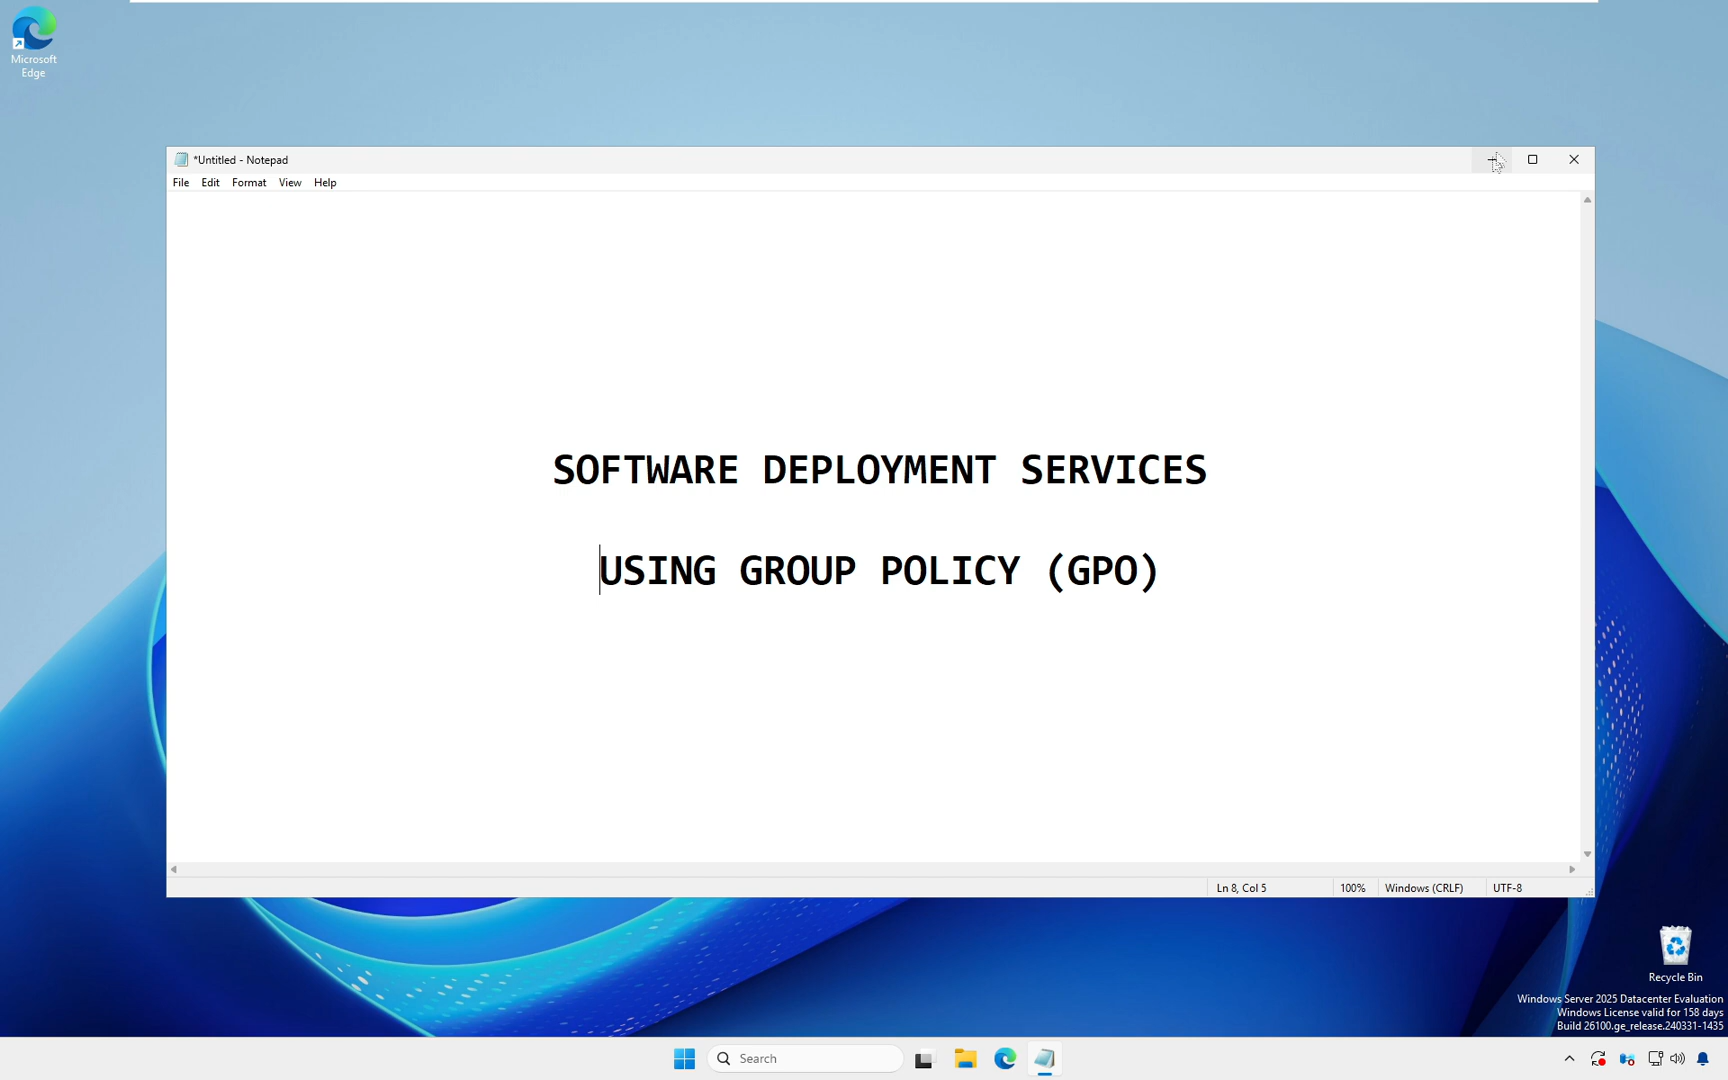 Microsoft
Edge
*Untitled - Notepad
File Edit Format View Help
SOFTWARE DEPLOYMENT SERVICES
USING GROUP POLICY (GPO)
Ln 8, Col 5 100% Windows (CRLF) UTF-8
Recycle Bin
Windows Server 2025 Datacenter Evaluation
Windows License valid for 158 days
Build 26100.ge_release.240331-1435
Search